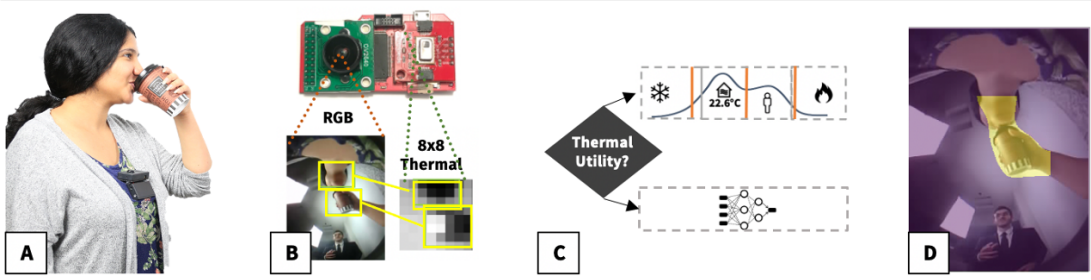 RGB
8x8
Thermal
Thermal
Utility?
22.6°C
A
B
C
D